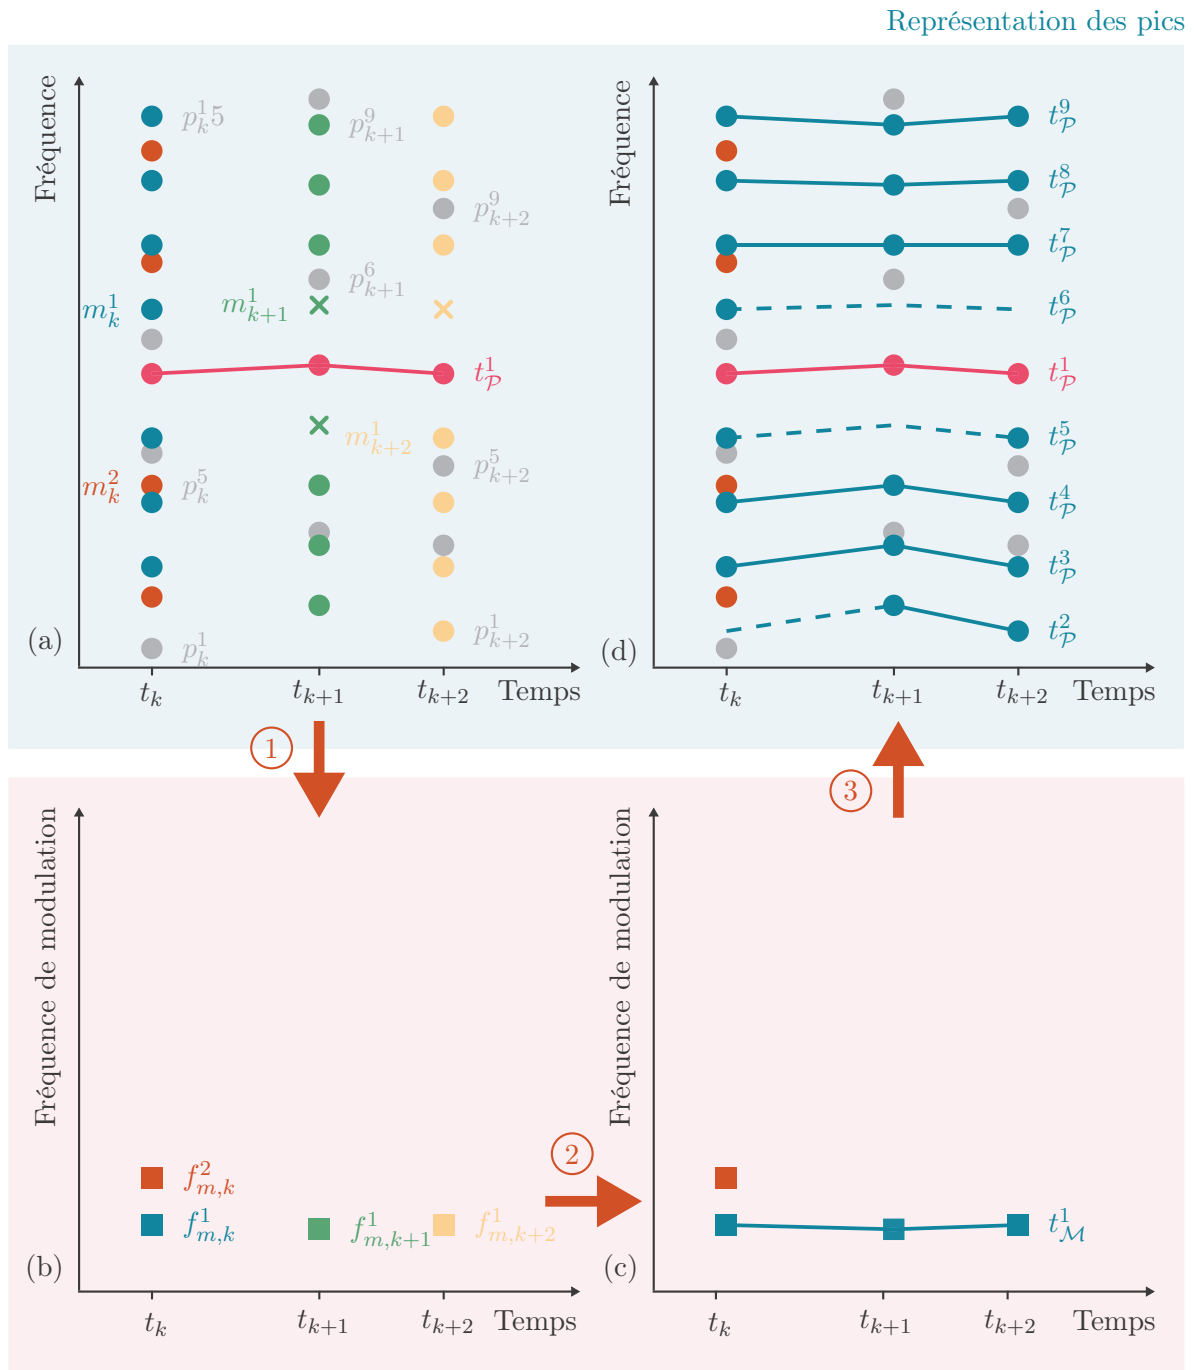 Représentation des pics
Fréquence
p_k^1 5
p_{k+1}^9
p_{k+2}^9
p_{k+1}^6
m_k^1
m_{k+1}^1
t_𝒫^1
m_{k+2}^1
p_{k+2}^5
m_k^2
p_k^5
p_{k+2}^1
p_k^1
(a)
t_k
t_{k+1}
t_{k+2}
Temps
Fréquence
t_𝒫^9
t_𝒫^8
t_𝒫^7
t_𝒫^6
t_𝒫^1
t_𝒫^5
t_𝒫^4
t_𝒫^3
t_𝒫^2
(d)
t_k
t_{k+1}
t_{k+2}
Temps
1
3
Fréquence de modulation
f_{m,k}^2
f_{m,k}^1
f_{m,k+1}^1
f_{m,k+2}^1
(b)
t_k
t_{k+1}
t_{k+2}
Temps
2
Fréquence de modulation
t_ℳ^1
(c)
t_k
t_{k+1}
t_{k+2}
Temps